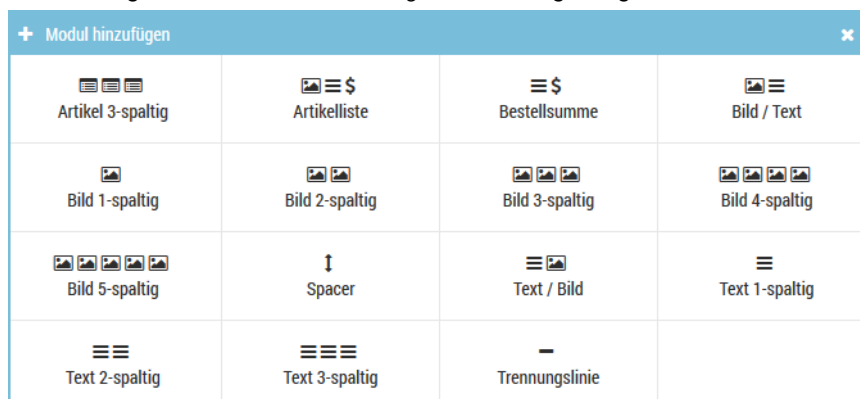 Modul hinzufügen
Artikel 3-spaltig
Artikelliste
Bestellsumme
Bild / Text
Bild 1-spaltig
Bild 2-spaltig
Bild 3-spaltig
Bild 4-spaltig
Bild 5-spaltig
Spacer
Text / Bild
Text 1-spaltig
Text 2-spaltig
Text 3-spaltig
Trennungslinie